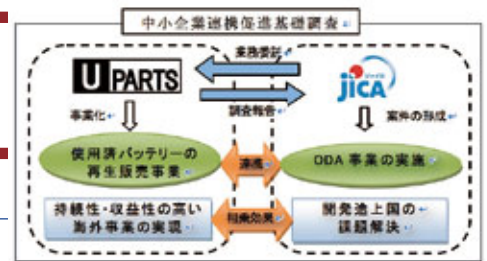 中小企業連携促進基礎調査
業務委託
U PARTS
jica
調査報告
事業化
案件の形成
使用済バッテリーの
再生販売事業
連携
ODA 事業の実施
持続性・収益性の高い
海外事業の実現
相乗効果
開発途上国の
課題解決